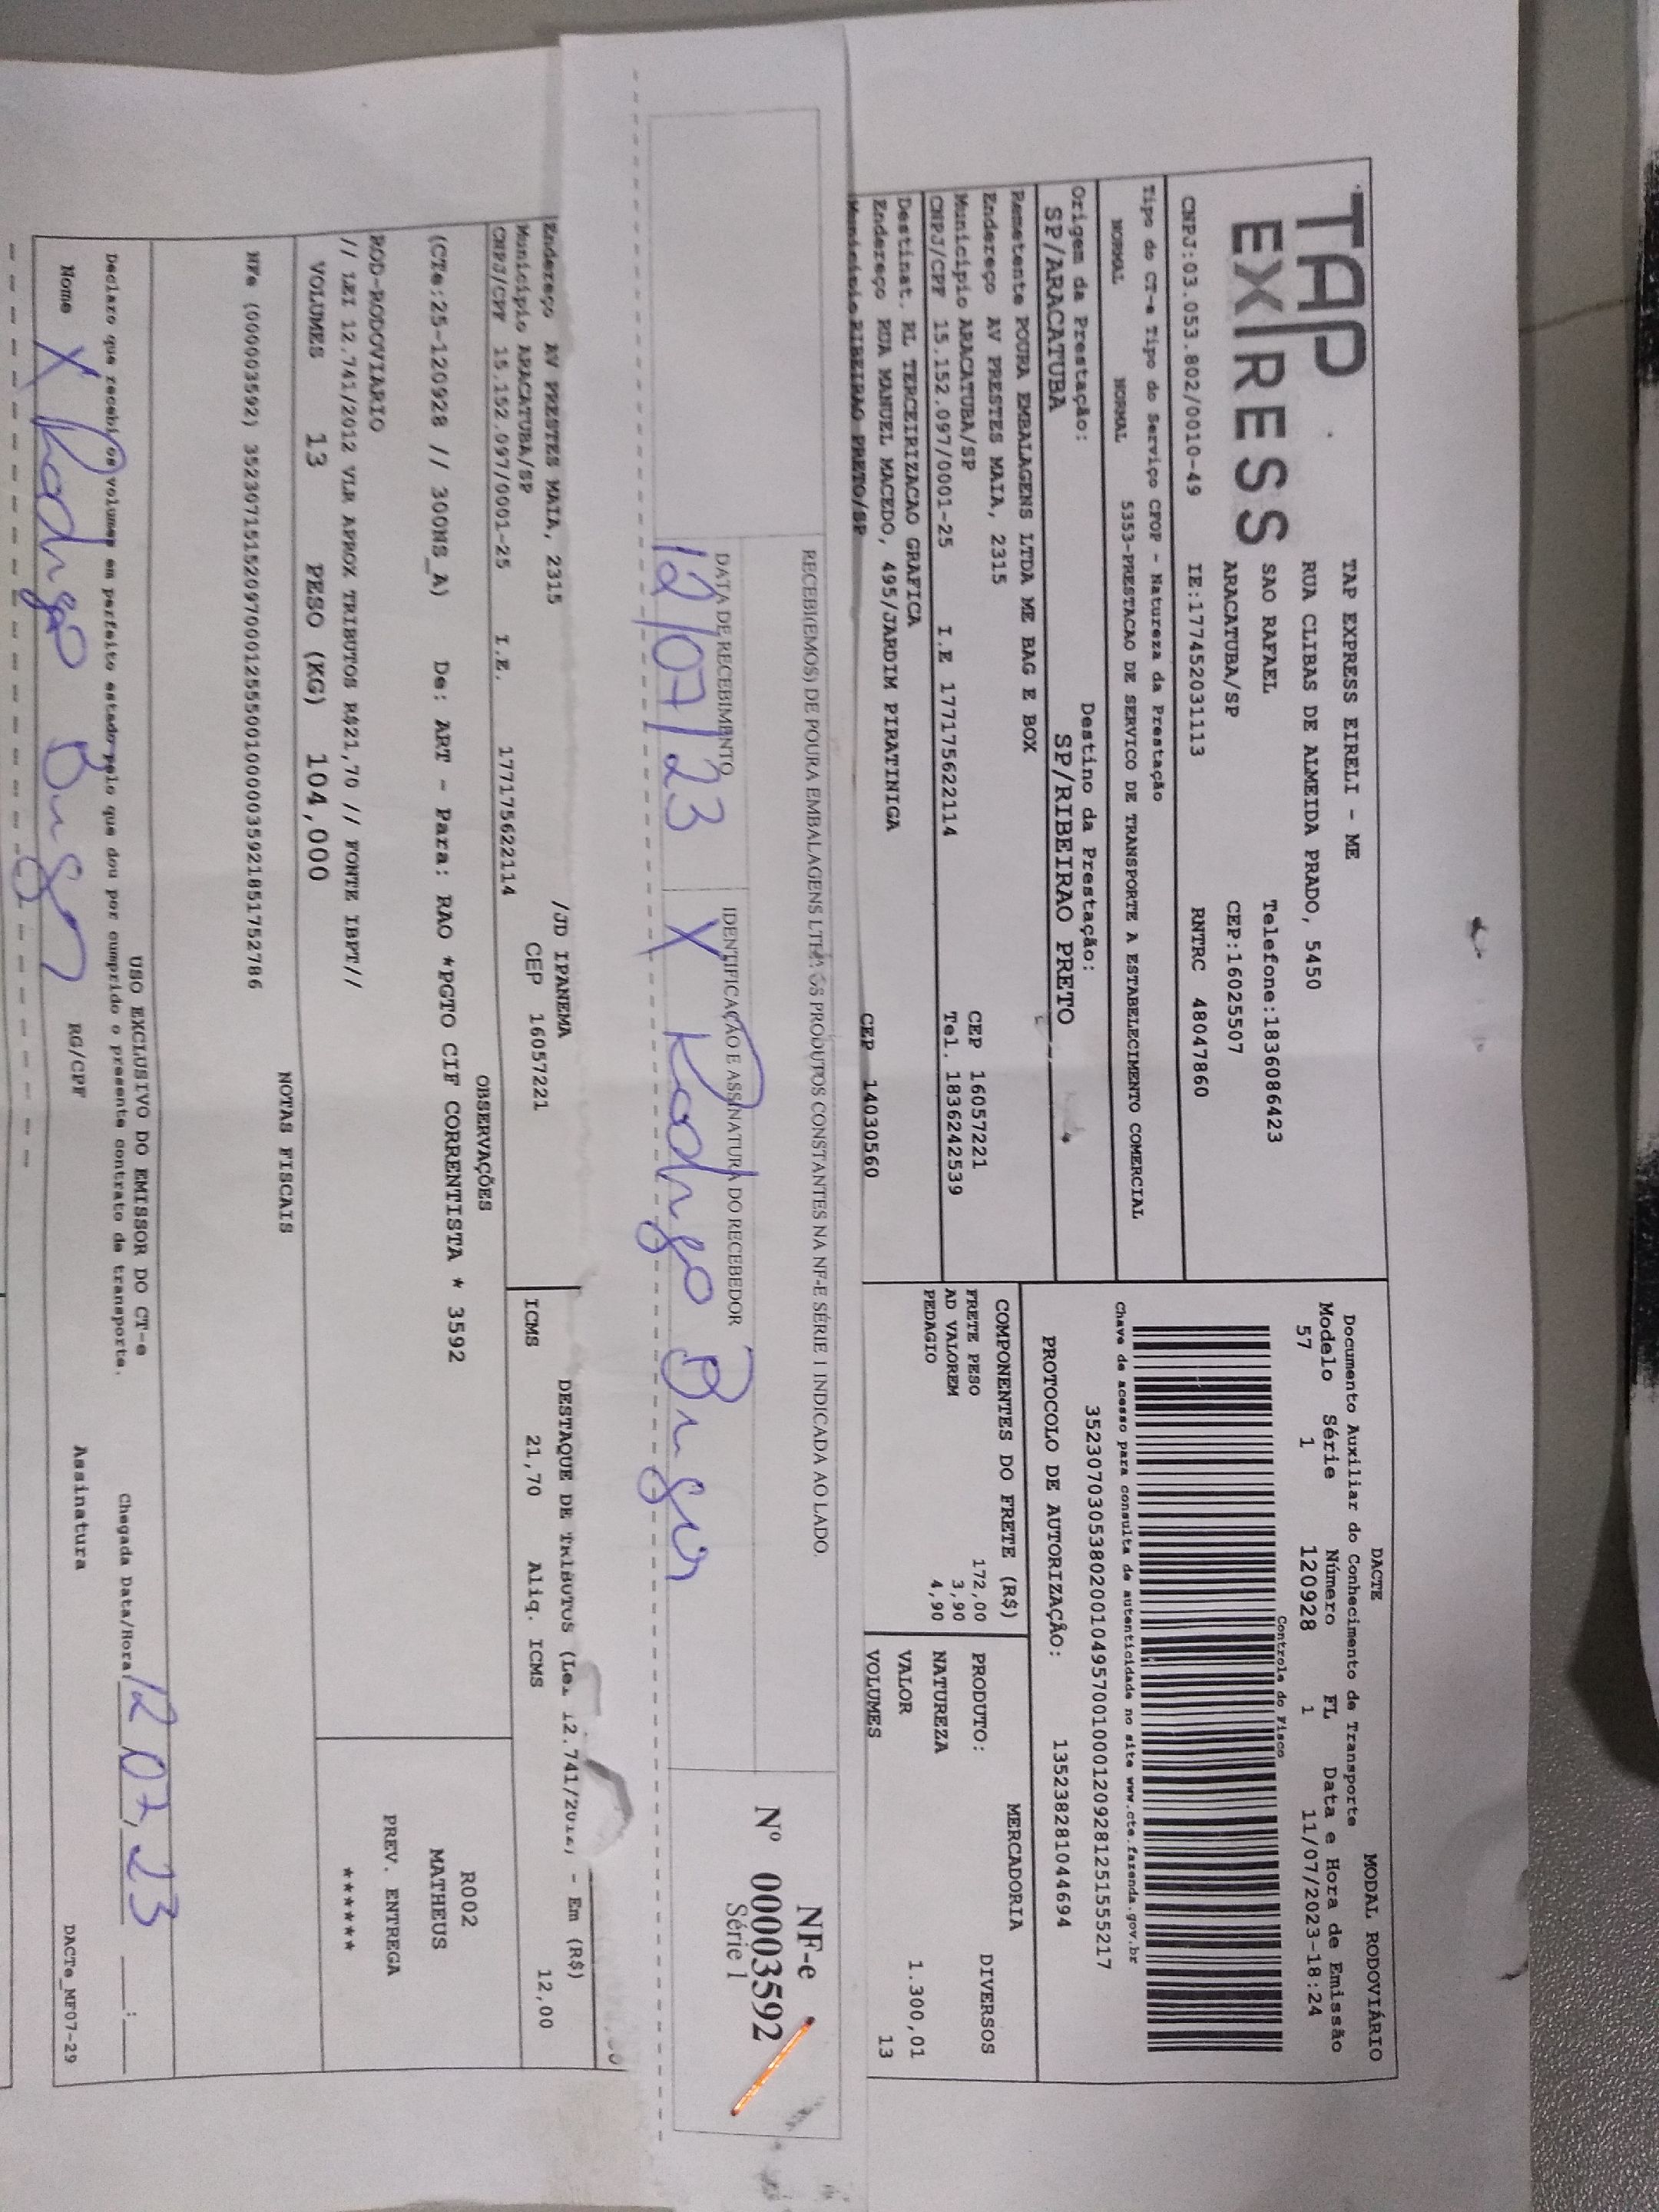 TAP
EXPRESS
TAP EXPRESS EIRELI - ME
RUA CLIBAS DE ALMEIDA PRADO, 5450
SAO RAFAEL Telefone:1836086423
ARACATUBA/SP CEP:16025507
CNPJ:03.053.802/0010-49 IE:177452031113 RNTRC 48047860
DACTE MODAL RODOVIÁRIO
Documento Auxiliar do Conhecimento de Transporte
Modelo Série Número FL Data e Hora de Emissão
57 1 120928 1 11/07/2023-18:24
Controle do Fisco
Chave de acesso para consulta de autenticidade no site www.cte.fazenda.gov.br
35230703053802001049570010001209281251555217
PROTOCOLO DE AUTORIZAÇÃO: 135238281044694
Tipo do CT-e Tipo do Serviço CFOP - Natureza da Prestação
NORMAL NORMAL 5353-PRESTACAO DE SERVICO DE TRANSPORTE A ESTABELECIMENTO COMERCIAL
Origem da Prestação: Destino da Prestação:
SP/ARACATUBA SP/RIBEIRAO PRETO
Remetente POURA EMBALAGENS LTDA ME BAG E BOX
Endereço AV PRESTES MAIA, 2315
Município ARACATUBA/SP CEP 16057221
CNPJ/CPF 15.152.097/0001-25 I.E 177175622114 Tel. 1836242539
Destinat. RL TERCEIRIZACAO GRAFICA
Endereço RUA MANUEL MACEDO, 495/JARDIM PIRATINIGA
Município RIBEIRAO PRETO/SP CEP 14030560
COMPONENTES DO FRETE (R$)
FRETE PESO 172,00
AD VALOREM 3,90
PEDAGIO 4,90
MERCADORIA
PRODUTO: DIVERSOS
NATUREZA
VALOR 1.300,01
VOLUMES 13
RECEBI(EMOS) DE POURA EMBALAGENS LTDA OS PRODUTOS CONSTANTES NA NF-E SÉRIE 1 INDICADA AO LADO.
DATA DE RECEBIMENTO
12/07/23
IDENTIFICAÇÃO E ASSINATURA DO RECEBEDOR
X Rodrigo
NF-e
Nº 00003592
Série 1
Endereço AV PRESTES MAIA, 2315 /JD IPANEMA
Município ARACATUBA/SP CEP 16057221
CNPJ/CPF 15.152.097/0001-25 I.E. 177175622114
DESTAQUE DE TRIBUTOS (Lei 12.741/2012) - Em (R$)
ICMS 21,70 Aliq. ICMS 12,00
OBSERVAÇÕES
(CTe:25-120928 // 300NS_A) De: ART - Para: RAO *PGTO CIF CORRENTISTA * 3592
ROD-RODOVIARIO
// LEI 12.741/2012 VLR APROX TRIBUTOS R$21,70 // FONTE IBPT//
VOLUMES 13 PESO (KG) 104,000
R002
MATHEUS
PREV. ENTREGA
******
NOTAS FISCAIS
NFe (000003592) 35230715152097000125550010000035921851752786
USO EXCLUSIVO DO EMISSOR DO CT-e
Declaro que recebi os volumes em perfeito estado pelo que dou por cumprido o presente contrato de transporte.
Chegada Data/Hora 12/07/23 __:__
Nome X Rodrigo RG/CPF Assinatura
DACTe_MF07-29